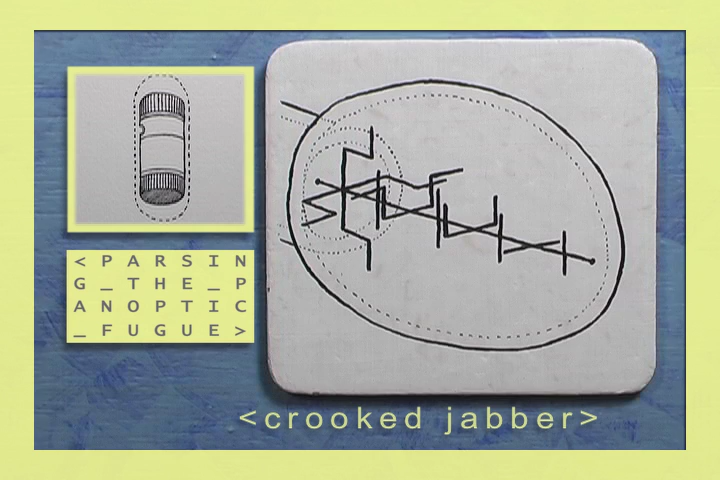 < P A R S I N
G _ T H E _ P
A N O P T I C
_ F U G U E >
<crooked jabber>